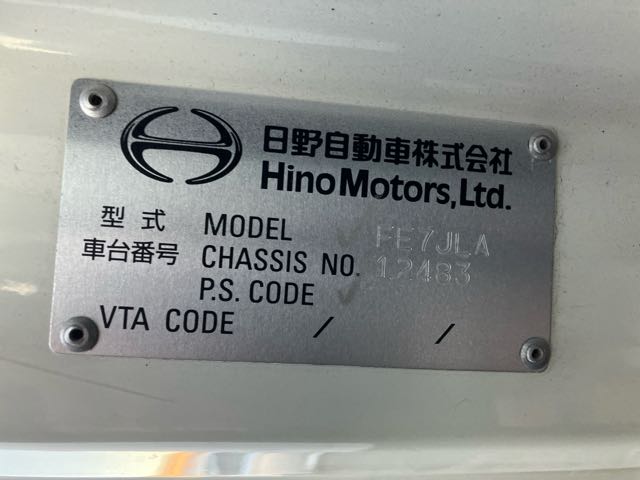 日野自動車株式会社
Hino Motors, Ltd.
型式 MODEL FE7JLA
車台番号 CHASSIS NO. 12483
P.S. CODE
VTA CODE / /